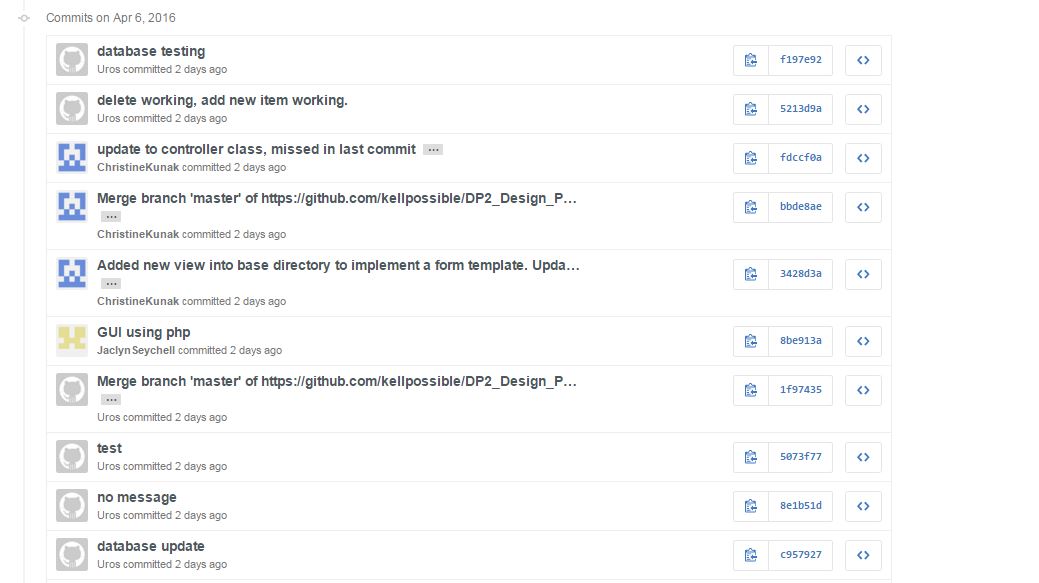 Commits on Apr 6, 2016
database testing
Uros committed 2 days ago
f197e92
delete working, add new item working.
Uros committed 2 days ago
5213d9a
update to controller class, missed in last commit ...
ChristineKunak committed 2 days ago
fdccf0a
Merge branch 'master' of https://github.com/kellpossible/DP2_Design_P...
...
ChristineKunak committed 2 days ago
bbde8ae
Added new view into base directory to implement a form template. Upda...
...
ChristineKunak committed 2 days ago
3428d3a
GUI using php
JaclynSeychell committed 2 days ago
8be913a
Merge branch 'master' of https://github.com/kellpossible/DP2_Design_P...
...
Uros committed 2 days ago
1f97435
test
Uros committed 2 days ago
5073f77
no message
Uros committed 2 days ago
8e1b51d
database update
Uros committed 2 days ago
c957927